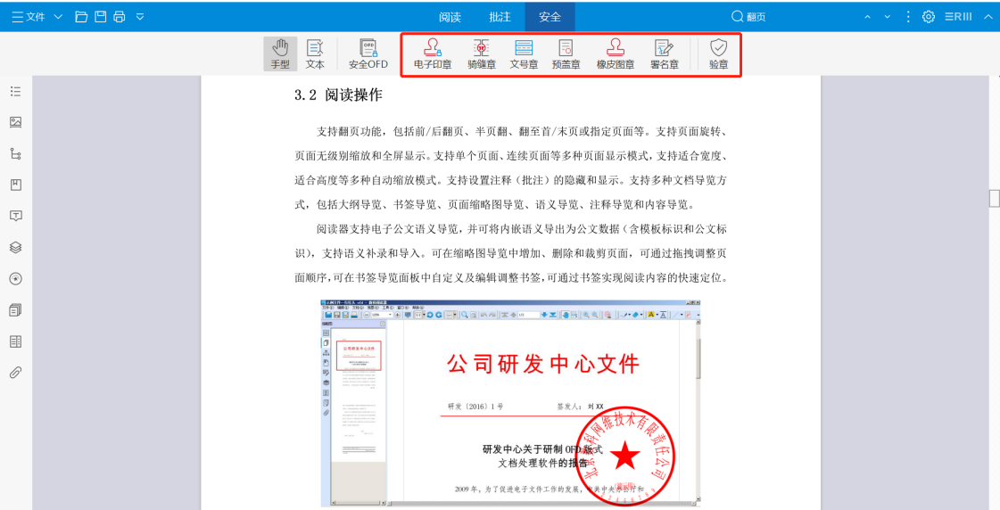 文件
阅读
批注
安全
翻页
手型
文本
安全OFD
电子印章
骑缝章
文号章
预盖章
橡皮图章
署名章
验章
3.2 阅读操作
支持翻页功能，包括前/后翻页、半页翻、翻至首/末页或指定页面等。支持页面旋转、
页面无级别缩放和全屏显示。支持单个页面、连续页面等多种页面显示模式，支持适合宽度、
适合高度等多种自动缩放模式。支持设置注释（批注）的隐藏和显示。支持多种文档导览方
式，包括大纲导览、书签导览、页面缩略图导览、语义导览、注释导览和内容导览。
阅读器支持电子公文语义导览，并可将内嵌语义导出为公文数据（含模板标识和公文标
识），支持语义补录和导入。可在缩略图导览中增加、删除和裁剪页面，可通过拖拽调整页
面顺序，可在书签导览面板中自定义及编辑调整书签，可通过书签实现阅读内容的快速定位。
公司研发中心文件
研发〔2016〕1 号
签发人： 刘 XX
研发中心关于研制 OFD 版式
文档处理软件的报告
2009 年，为了促进电子文件工作的发展，中共中央办公厅和